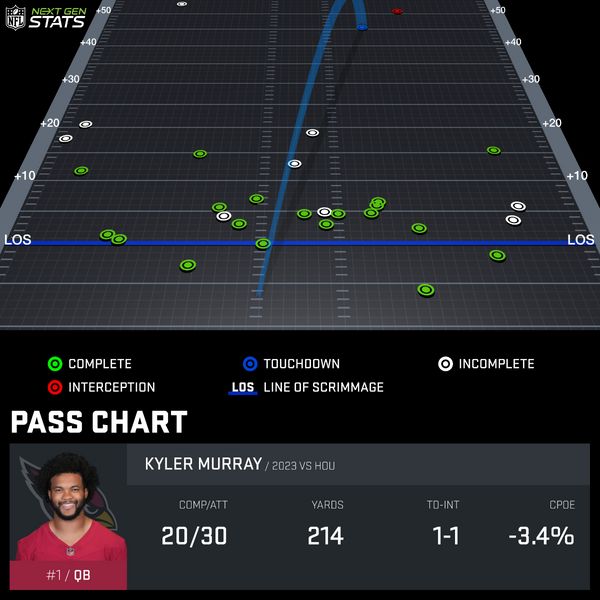 NFL NEXT GEN STATS
+50 +50
+40 +40
+30 +30
+20 +20
+10 +10
LOS LOS
COMPLETE TOUCHDOWN INCOMPLETE
INTERCEPTION LOS LINE OF SCRIMMAGE
PASS CHART
KYLER MURRAY / 2023 VS HOU
COMP/ATT YARDS TD-INT CPOE
20/30 214 1-1 -3.4%
#1 / QB